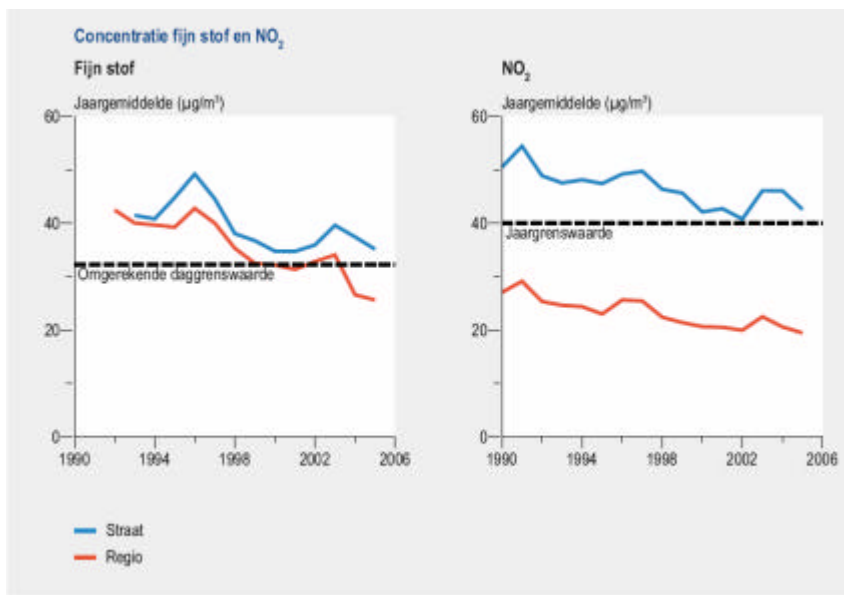 Concentratie fijn stof en NO₂
Fijn stof
Jaargemiddelde (µg/m³)
60
40
Omgerekende daggrenswaarde
20
0
1990 1994 1998 2002 2006
NO₂
Jaargemiddelde (µg/m³)
60
40
Jaargrenswaarde
20
0
1990 1994 1998 2002 2006
Straat
Regio